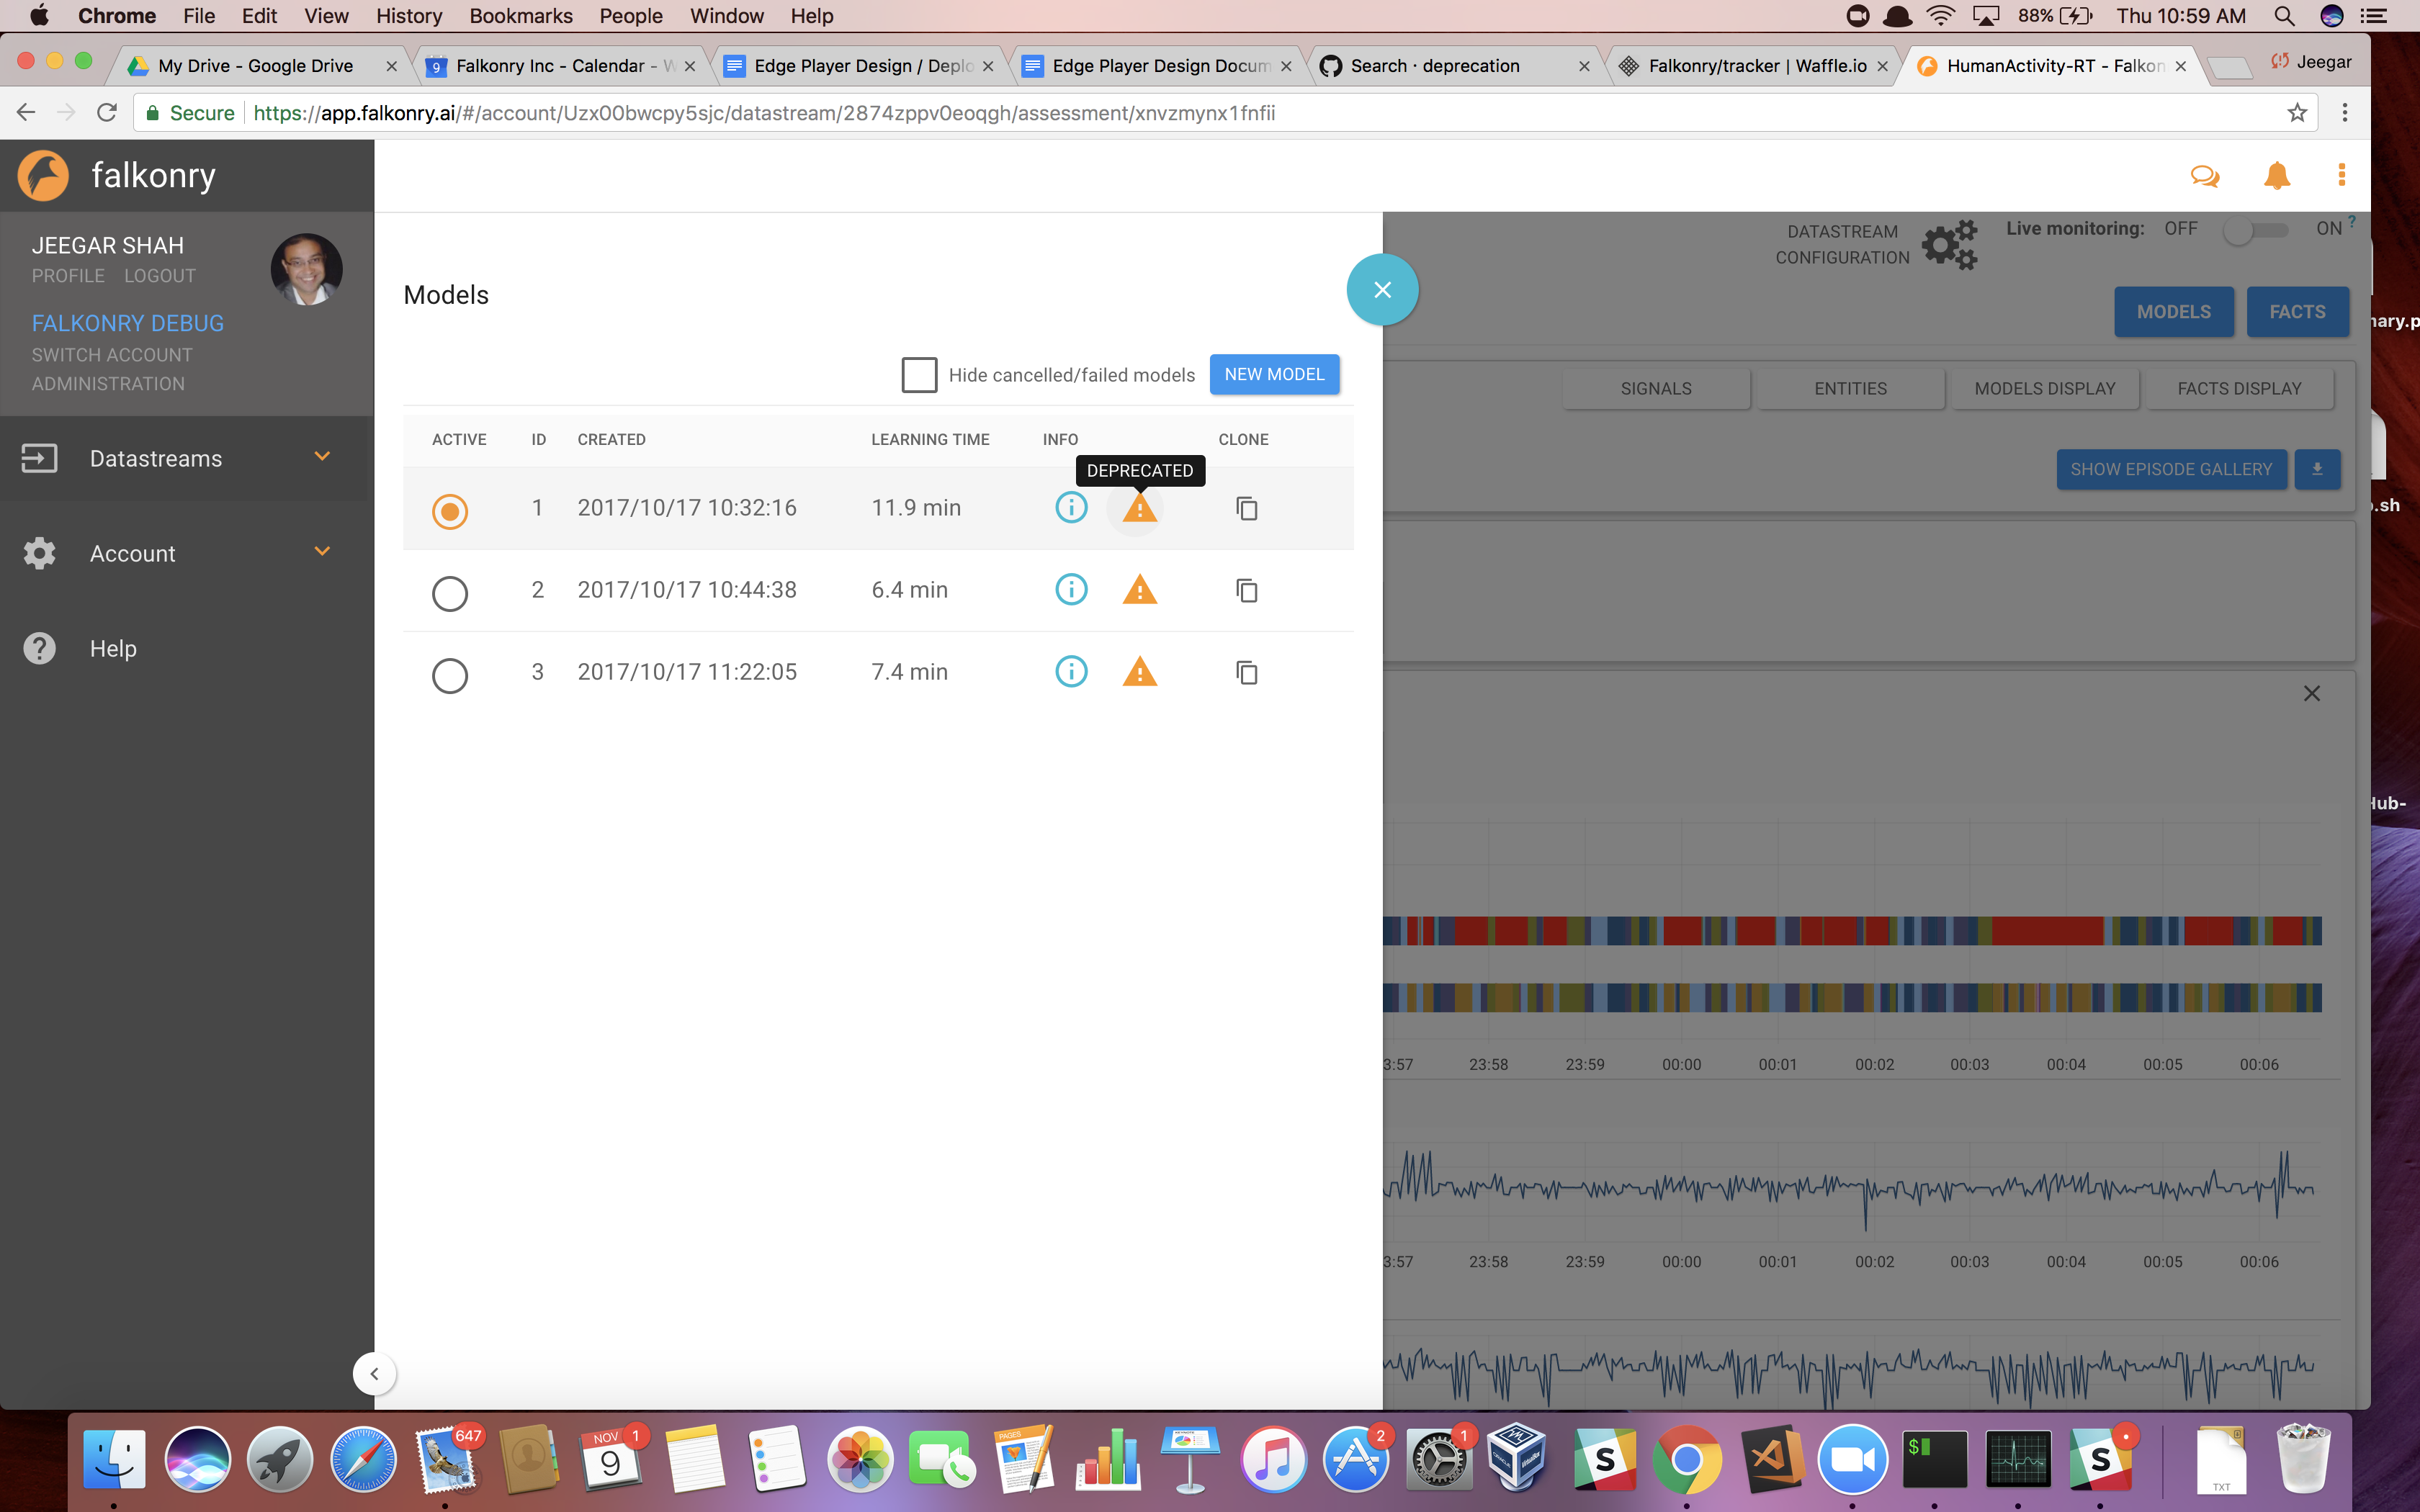 Chrome File Edit View History Bookmarks People Window Help 88% Thu 10:59 AM
My Drive - Google Drive
9 Falkonry Inc - Calendar - W
Edge Player Design / Deplo
Edge Player Design Docum
Search · deprecation
Falkonry/tracker | Waffle.io
HumanActivity-RT - Falkon
Jeegar
Secure https://app.falkonry.ai/#/account/Uzx00bwcpy5sjc/datastream/2874zppv0eoqgh/assessment/xnvzmynx1fnfii
falkonry
JEEGAR SHAH
PROFILE LOGOUT
FALKONRY DEBUG
SWITCH ACCOUNT
ADMINISTRATION
Datastreams
Account
Help
Models
Hide cancelled/failed models NEW MODEL
ACTIVE ID CREATED LEARNING TIME INFO CLONE
DEPRECATED
1 2017/10/17 10:32:16 11.9 min
2 2017/10/17 10:44:38 6.4 min
3 2017/10/17 11:22:05 7.4 min
DATASTREAM
CONFIGURATION
Live monitoring: OFF ON ?
MODELS FACTS
SIGNALS ENTITIES MODELS DISPLAY FACTS DISPLAY
SHOW EPISODE GALLERY
3:57 23:58 23:59 00:00 00:01 00:02 00:03 00:04 00:05 00:06
3:57 23:58 23:59 00:00 00:01 00:02 00:03 00:04 00:05 00:06
nary.p
.sh
Hub-
647
NOV 1
9
PAGES
2
1
S
$
S
TXT